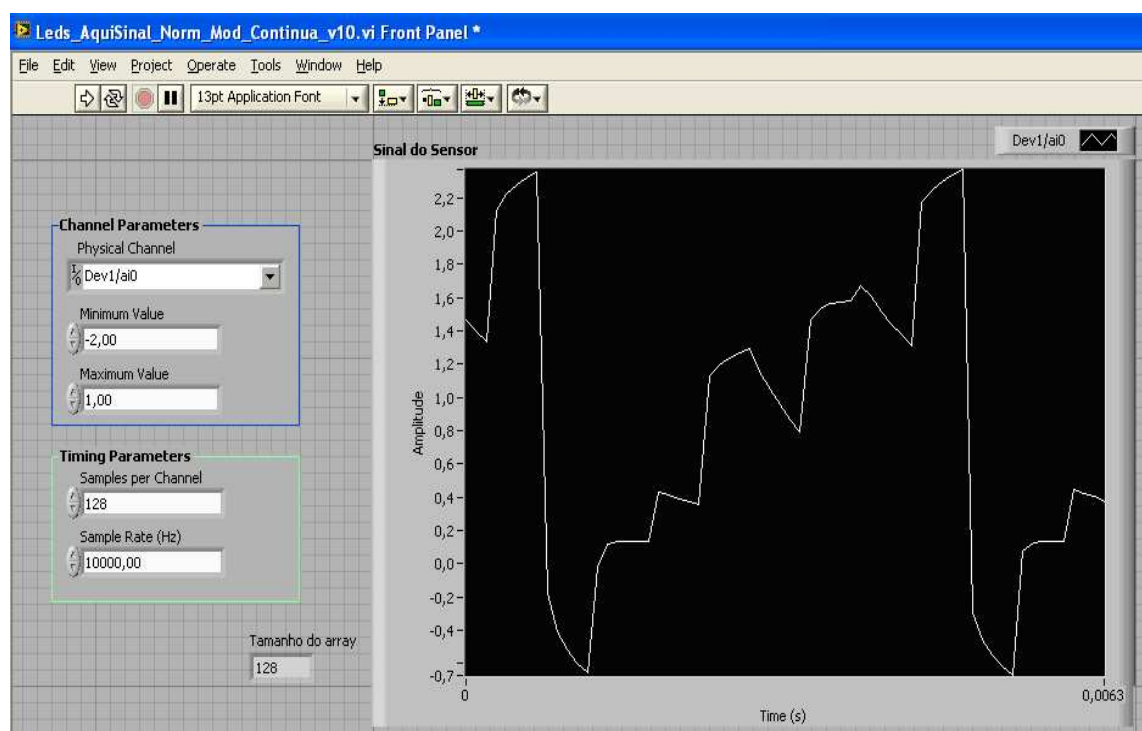 Leds_AquiSinal_Norm_Mod_Continua_v10.vi Front Panel *
File Edit View Project Operate Tools Window Help
13pt Application Font
Channel Parameters
Physical Channel
I/O Dev1/ai0
Minimum Value
-2,00
Maximum Value
1,00
Timing Parameters
Samples per Channel
128
Sample Rate (Hz)
10000,00
Tamanho do array
128
Sinal do Sensor
Dev1/ai0
Amplitude
2,2
2,0
1,8
1,6
1,4
1,2
1,0
0,8
0,6
0,4
0,2
0,0
-0,2
-0,4
-0,7
0
0,0063
Time (s)